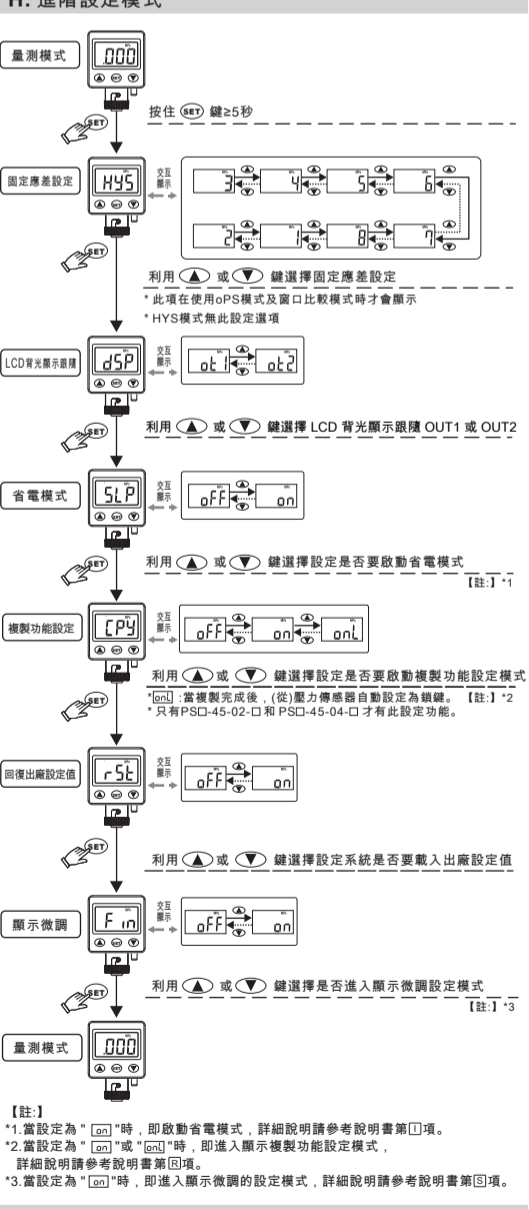 H. 進階設定模式
量測模式
.000
SET
SET
按住 SET 鍵≥5秒
固定應差設定
HYS
SET
交互
顯示
3 4 5 6
2 1 8 7
SET
利用 ▲ 或 ▼ 鍵選擇固定應差設定
* 此項在使用oPS模式及窗口比較模式時才會顯示
* HYS模式無此設定選項
LCD背光顯示跟隨
dSP
SET
交互
顯示
ot1 ot2
SET
利用 ▲ 或 ▼ 鍵選擇 LCD 背光顯示跟隨 OUT1 或 OUT2
省電模式
SLP
SET
交互
顯示
oFF on
SET
利用 ▲ 或 ▼ 鍵選擇設定是否要啟動省電模式
【註:】*1
複製功能設定
CPY
SET
交互
顯示
oFF on onL
利用 ▲ 或 ▼ 鍵選擇設定是否要啟動複製功能設定模式
SET
*onL :當複製完成後，(從)壓力傳感器自動設定為鎖鍵。 【註:】*2
* 只有PS□-45-02-□ 和 PS□-45-04-□ 才有此設定功能。
回復出廠設定值
rSt
SET
交互
顯示
oFF on
SET
利用 ▲ 或 ▼ 鍵選擇設定系統是否要載入出廠設定值
顯示微調
Fin
SET
交互
顯示
oFF on
SET
利用 ▲ 或 ▼ 鍵選擇是否進入顯示微調設定模式
【註:】*3
量測模式
.000
SET
【註:】
*1.當設定為 " on "時，即啟動省電模式，詳細說明請參考說明書第I項。
*2.當設定為 " on "或 " onL "時，即進入顯示複製功能設定模式，
詳細說明請參考說明書第R項。
*3.當設定為 " on "時，即進入顯示微調的設定模式，詳細說明請參考說明書第S項。